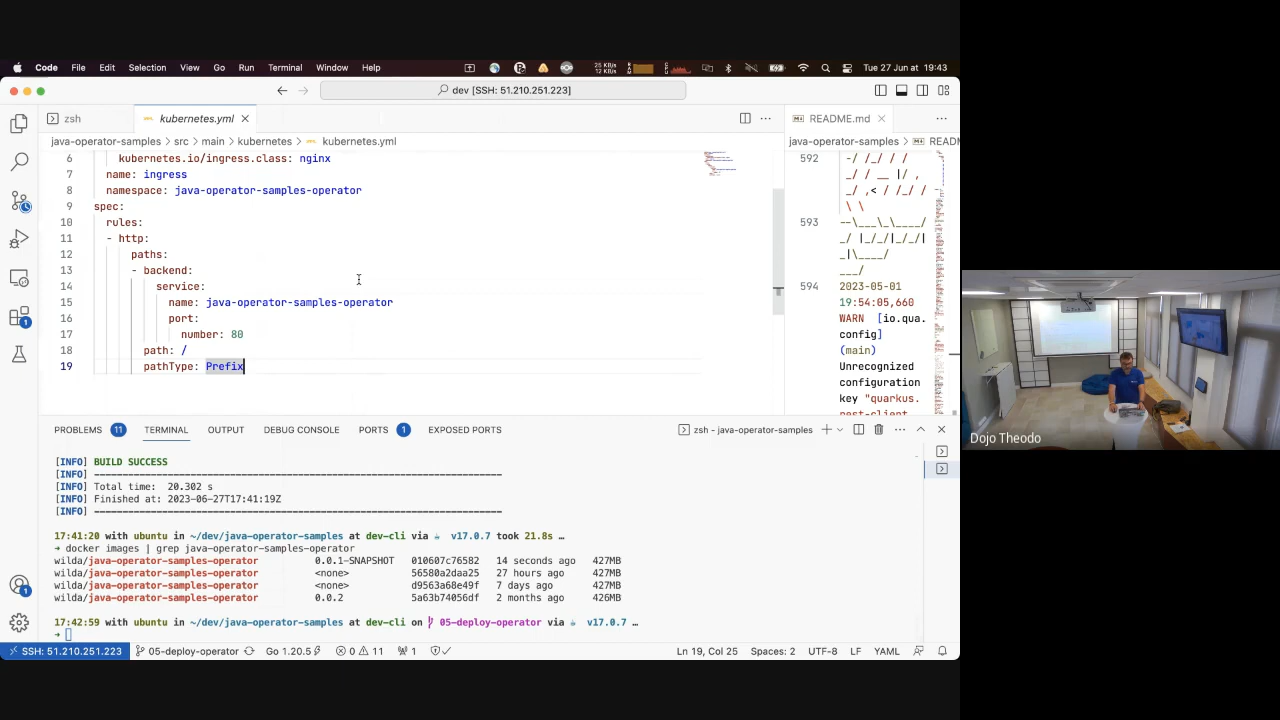 Code File Edit Selection View Go Run Terminal Window Help
25 KB/s
12 KB/s
Tue 27 Jun at 19:43
dev [SSH: 51.210.251.223]
zsh
kubernetes.yml
README.md
java-operator-samples > src > main > kubernetes > kubernetes.yml
java-operator-samples > READM
6 kubernetes.io/ingress.class: nginx
7 name: ingress
8 namespace: java-operator-samples-operator
9 spec:
10 rules:
11 - http:
12 paths:
13 - backend:
14 service:
15 name: java-operator-samples-operator
16 port:
17 number: 80
18 path: /
19 pathType: Prefix
592 -/ /_/ / /
_/ / __ |/ ,
_/ ,< / /_/ /
\ \
593 --\___\_\____/
_/ |_/_/|_/_/|
_|\____/
___/
594 2023-05-01
19:54:05,660
WARN [io.qua.
config]
(main)
Unrecognized
configuration
key "quarkus.
rest-client
PROBLEMS 11 TERMINAL OUTPUT DEBUG CONSOLE PORTS 1 EXPOSED PORTS
zsh - java-operator-samples
[INFO] BUILD SUCCESS
[INFO] ------------------------------------------------------------------------
[INFO] Total time: 20.302 s
[INFO] Finished at: 2023-06-27T17:41:19Z
[INFO] ------------------------------------------------------------------------
17:41:20 with ubuntu in ~/dev/java-operator-samples at dev-cli via v17.0.7 took 21.8s …
➜ docker images | grep java-operator-samples-operator
wilda/java-operator-samples-operator 0.0.1-SNAPSHOT 010607c76582 14 seconds ago 427MB
wilda/java-operator-samples-operator <none> 56580a2daa25 27 hours ago 427MB
wilda/java-operator-samples-operator <none> d9563a68e49f 7 days ago 427MB
wilda/java-operator-samples-operator 0.0.2 5a63b74056df 2 months ago 426MB
17:42:59 with ubuntu in ~/dev/java-operator-samples at dev-cli on 05-deploy-operator via v17.0.7 …
➜
SSH: 51.210.251.223 05-deploy-operator Go 1.20.5 0 11 1 Ln 19, Col 25 Spaces: 2 UTF-8 LF YAML
Dojo Theodo